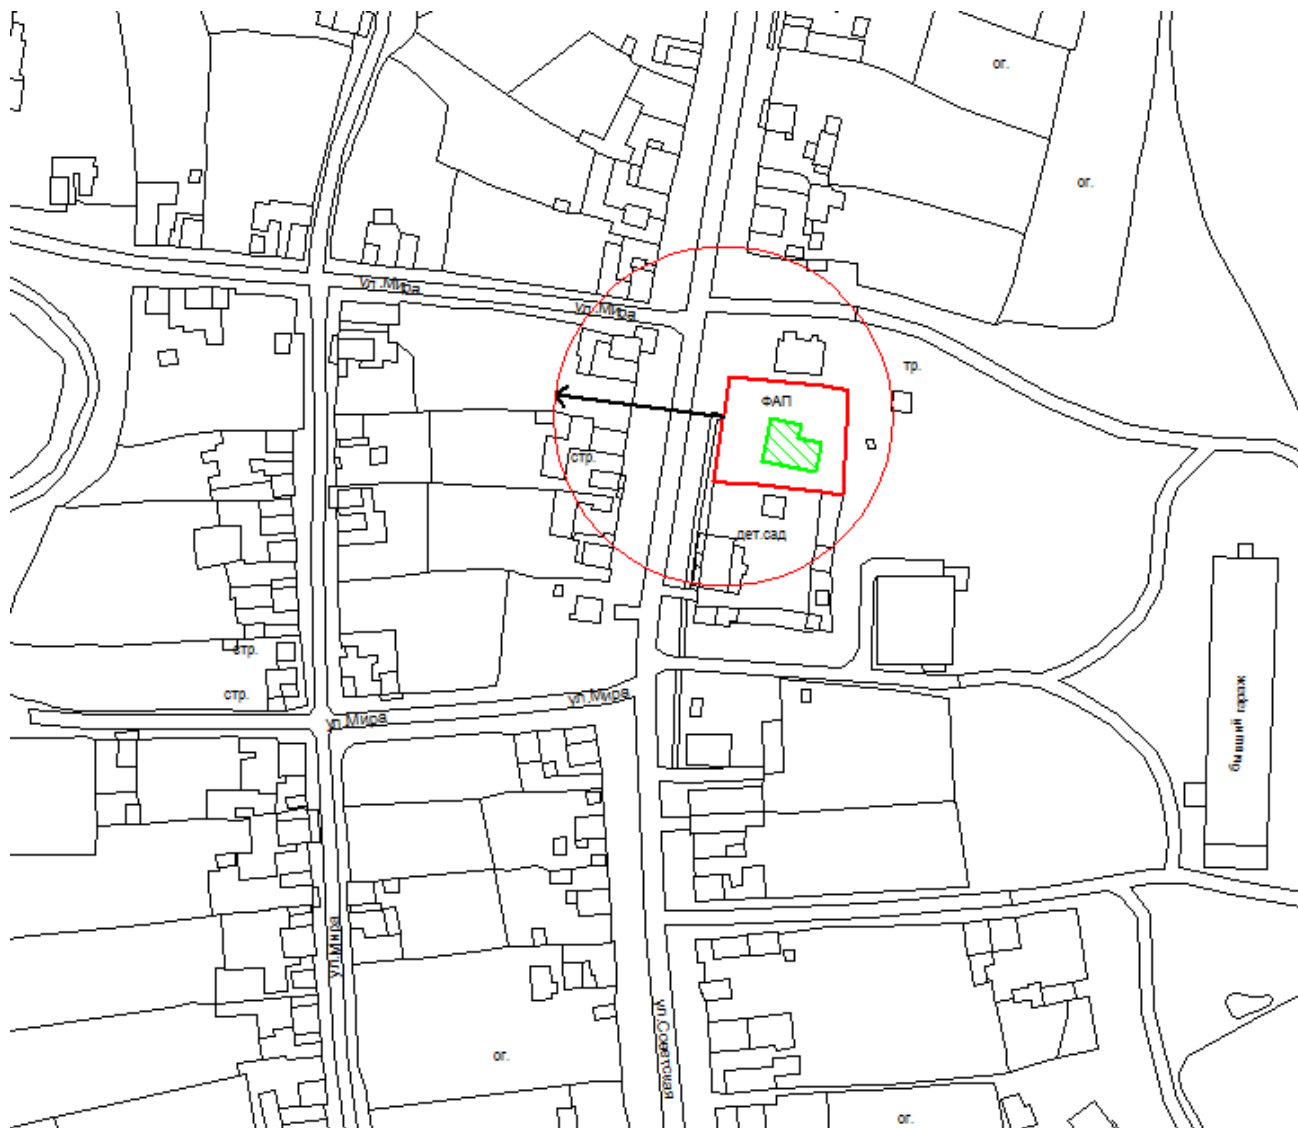 ог.
ог.
ул.Мира
ул.Мира
тр.
ФАП
стр.
дет.сад
стр.
стр.
ул.Мира
ул.Мира
бывший гараж
ул.Мира
ул.Советская
ог.
ог.